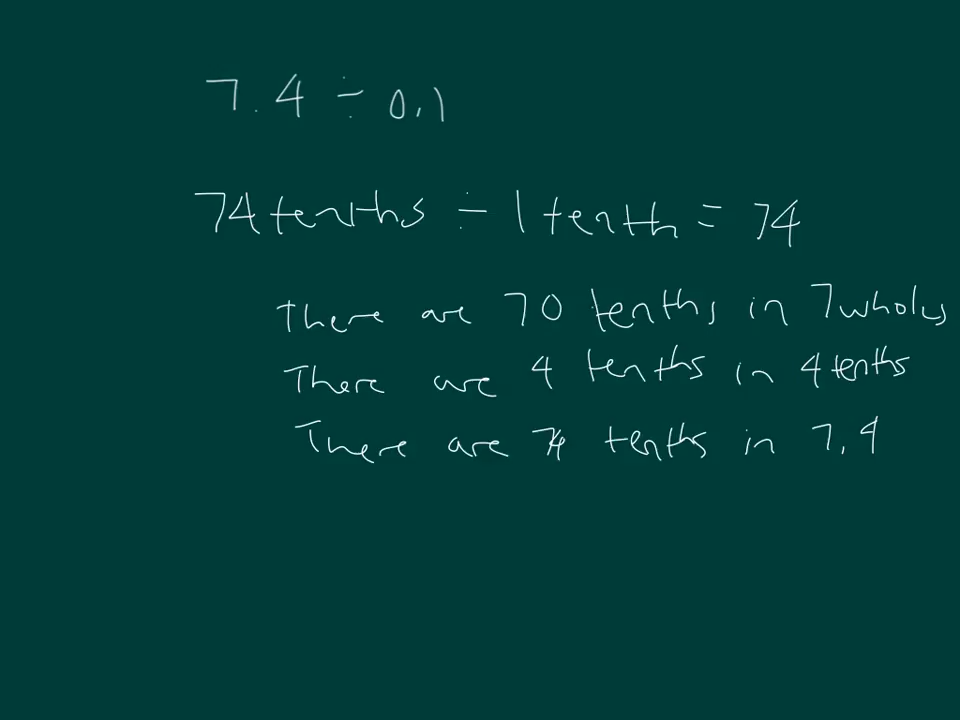 7.4 ÷ 0.1
74 tenths ÷ 1 tenth = 74
There are 70 tenths in 7 wholes
There are 4 tenths in 4 tenths
There are 74 tenths in 7.4